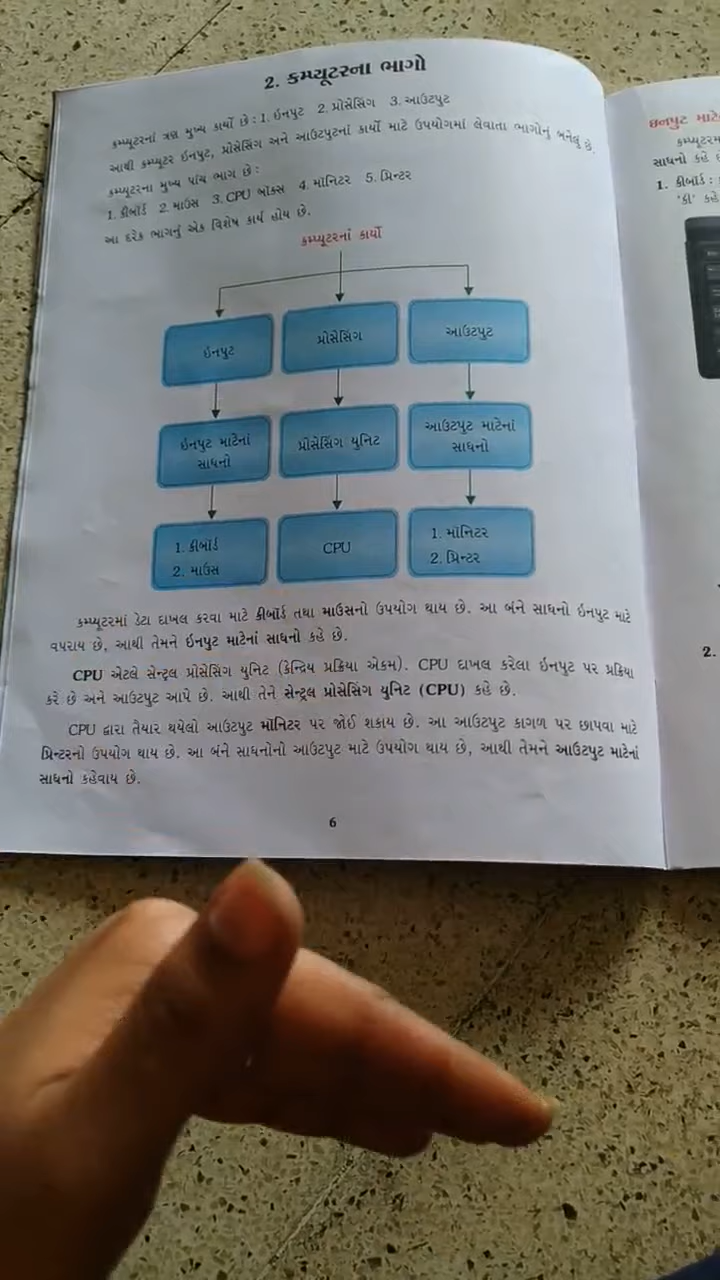 2. કમ્પ્યૂટરના ભાગો
કમ્પ્યૂટરનાં ત્રણ મુખ્ય કાર્યો છે : 1. ઇનપુટ 2. પ્રોસેસિંગ 3. આઉટપુટ
આથી કમ્પ્યૂટર ઇનપુટ, પ્રોસેસિંગ અને આઉટપુટનાં કાર્યો માટે ઉપયોગમાં લેવાતા ભાગોનું બનેલું છે.
કમ્પ્યૂટરના મુખ્ય પાંચ ભાગ છે :
1. કીબૉર્ડ 2. માઉસ 3. CPU બૉક્સ 4. મૉનિટર 5. પ્રિન્ટર
આ દરેક ભાગનું એક વિશેષ કાર્ય હોય છે.
કમ્પ્યૂટરનાં કાર્યો
ઇનપુટ
પ્રોસેસિંગ
આઉટપુટ
ઇનપુટ માટેનાં
સાધનો
પ્રોસેસિંગ યુનિટ
આઉટપુટ માટેનાં
સાધનો
1. કીબૉર્ડ
2. માઉસ
CPU
1. મૉનિટર
2. પ્રિન્ટર
કમ્પ્યૂટરમાં ડેટા દાખલ કરવા માટે કીબૉર્ડ તથા માઉસનો ઉપયોગ થાય છે. આ બંને સાધનો ઇનપુટ માટે
વપરાય છે, આથી તેમને ઇનપુટ માટેનાં સાધનો કહે છે.
CPU એટલે સેન્ટ્રલ પ્રોસેસિંગ યુનિટ (કેન્દ્રિય પ્રક્રિયા એકમ). CPU દાખલ કરેલા ઇનપુટ પર પ્રક્રિયા
કરે છે અને આઉટપુટ આપે છે. આથી તેને સેન્ટ્રલ પ્રોસેસિંગ યુનિટ (CPU) કહે છે.
CPU દ્વારા તૈયાર થયેલો આઉટપુટ મૉનિટર પર જોઈ શકાય છે. આ આઉટપુટ કાગળ પર છાપવા માટે
પ્રિન્ટરનો ઉપયોગ થાય છે. આ બંને સાધનોનો આઉટપુટ માટે ઉપયોગ થાય છે, આથી તેમને આઉટપુટ માટેનાં
સાધનો કહેવાય છે.
6
ઇનપુટ
સાધનો કહે
1. કીબૉર્ડ :
'કી' કહે
2.